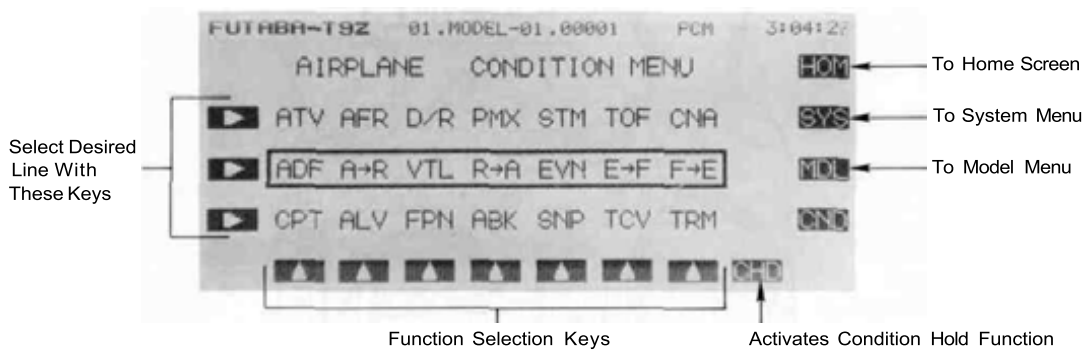 FUTABA-T9Z 01.MODEL-01.00001 PCM 3:04:27
AIRPLANE CONDITION MENU HOM
To Home Screen
ATV AFR D/R PMX STM TOF CNA SYS
To System Menu
Select Desired
Line With
These Keys
ADF A→R VTL R→A EVN E→F F→E MDL
To Model Menu
CPT ALV FPN ABK SNP TCV TRM CND
CHD
Function Selection Keys
Activates Condition Hold Function